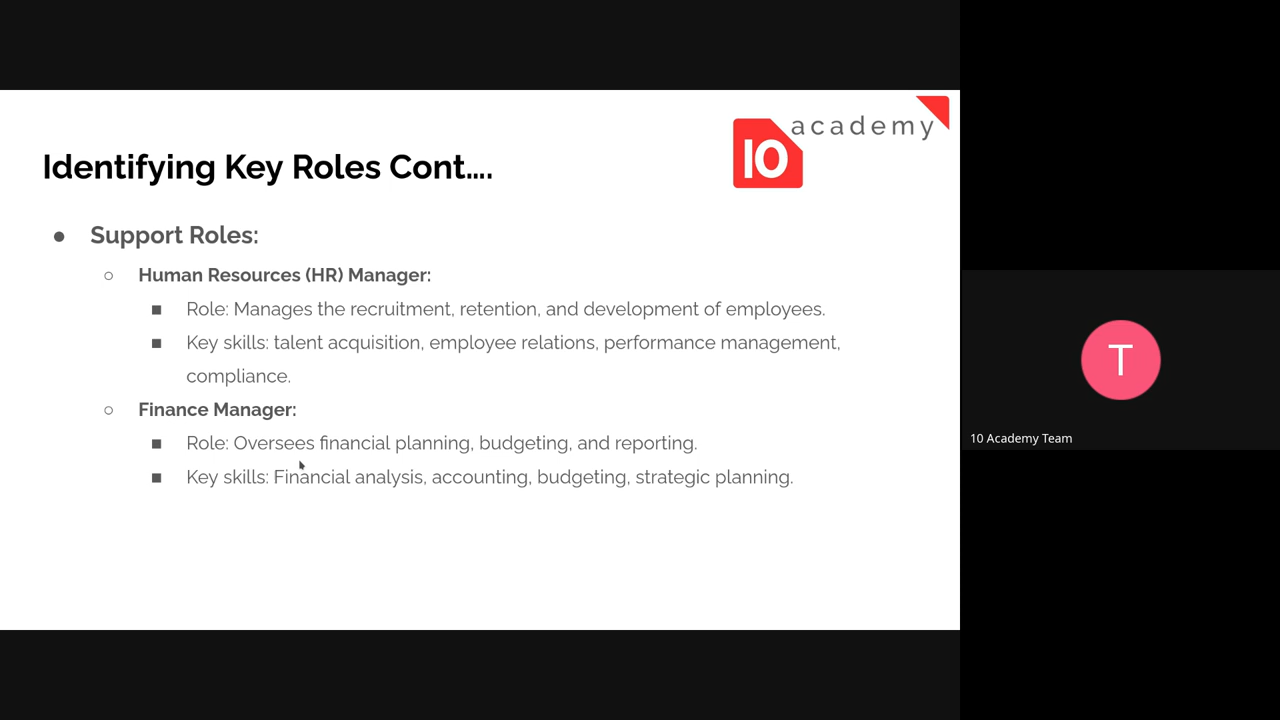 academy
10
Identifying Key Roles Cont....
● Support Roles:
○ Human Resources (HR) Manager:
■ Role: Manages the recruitment, retention, and development of employees.
■ Key skills: talent acquisition, employee relations, performance management,
compliance.
○ Finance Manager:
■ Role: Oversees financial planning, budgeting, and reporting.
■ Key skills: Financial analysis, accounting, budgeting, strategic planning.
T
10 Academy Team